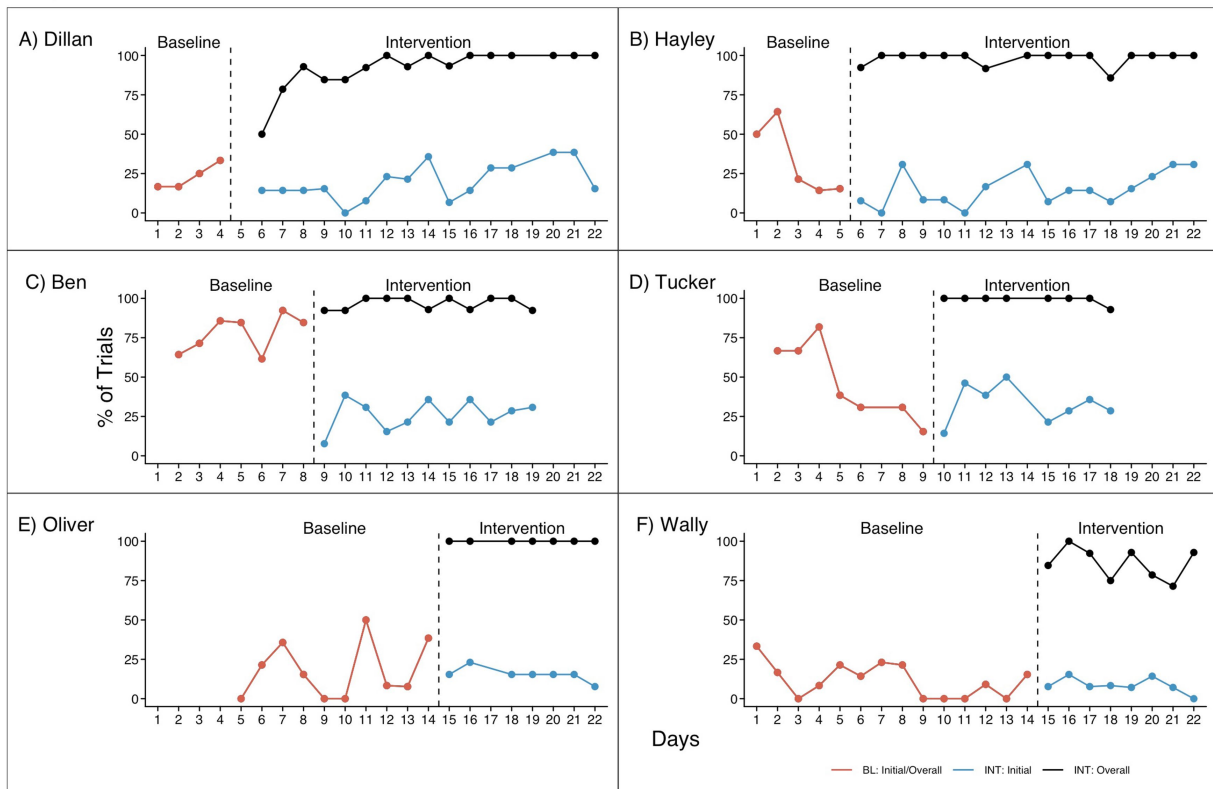 A) Dillan
Baseline
Intervention
100
75
50
25
0
1 2 3 4 5 6 7 8 9 10 11 12 13 14 15 16 17 18 19 20 21 22
B) Hayley
Baseline
Intervention
100
75
50
25
0
1 2 3 4 5 6 7 8 9 10 11 12 13 14 15 16 17 18 19 20 21 22
C) Ben
Baseline
Intervention
100
75
50
25
0
1 2 3 4 5 6 7 8 9 10 11 12 13 14 15 16 17 18 19 20 21 22
% of Trials
D) Tucker
Baseline
Intervention
100
75
50
25
0
1 2 3 4 5 6 7 8 9 10 11 12 13 14 15 16 17 18 19 20 21 22
E) Oliver
Baseline
Intervention
100
75
50
25
0
1 2 3 4 5 6 7 8 9 10 11 12 13 14 15 16 17 18 19 20 21 22
F) Wally
Baseline
Intervention
100
75
50
25
0
1 2 3 4 5 6 7 8 9 10 11 12 13 14 15 16 17 18 19 20 21 22
Days
BL: Initial/Overall INT: Initial INT: Overall